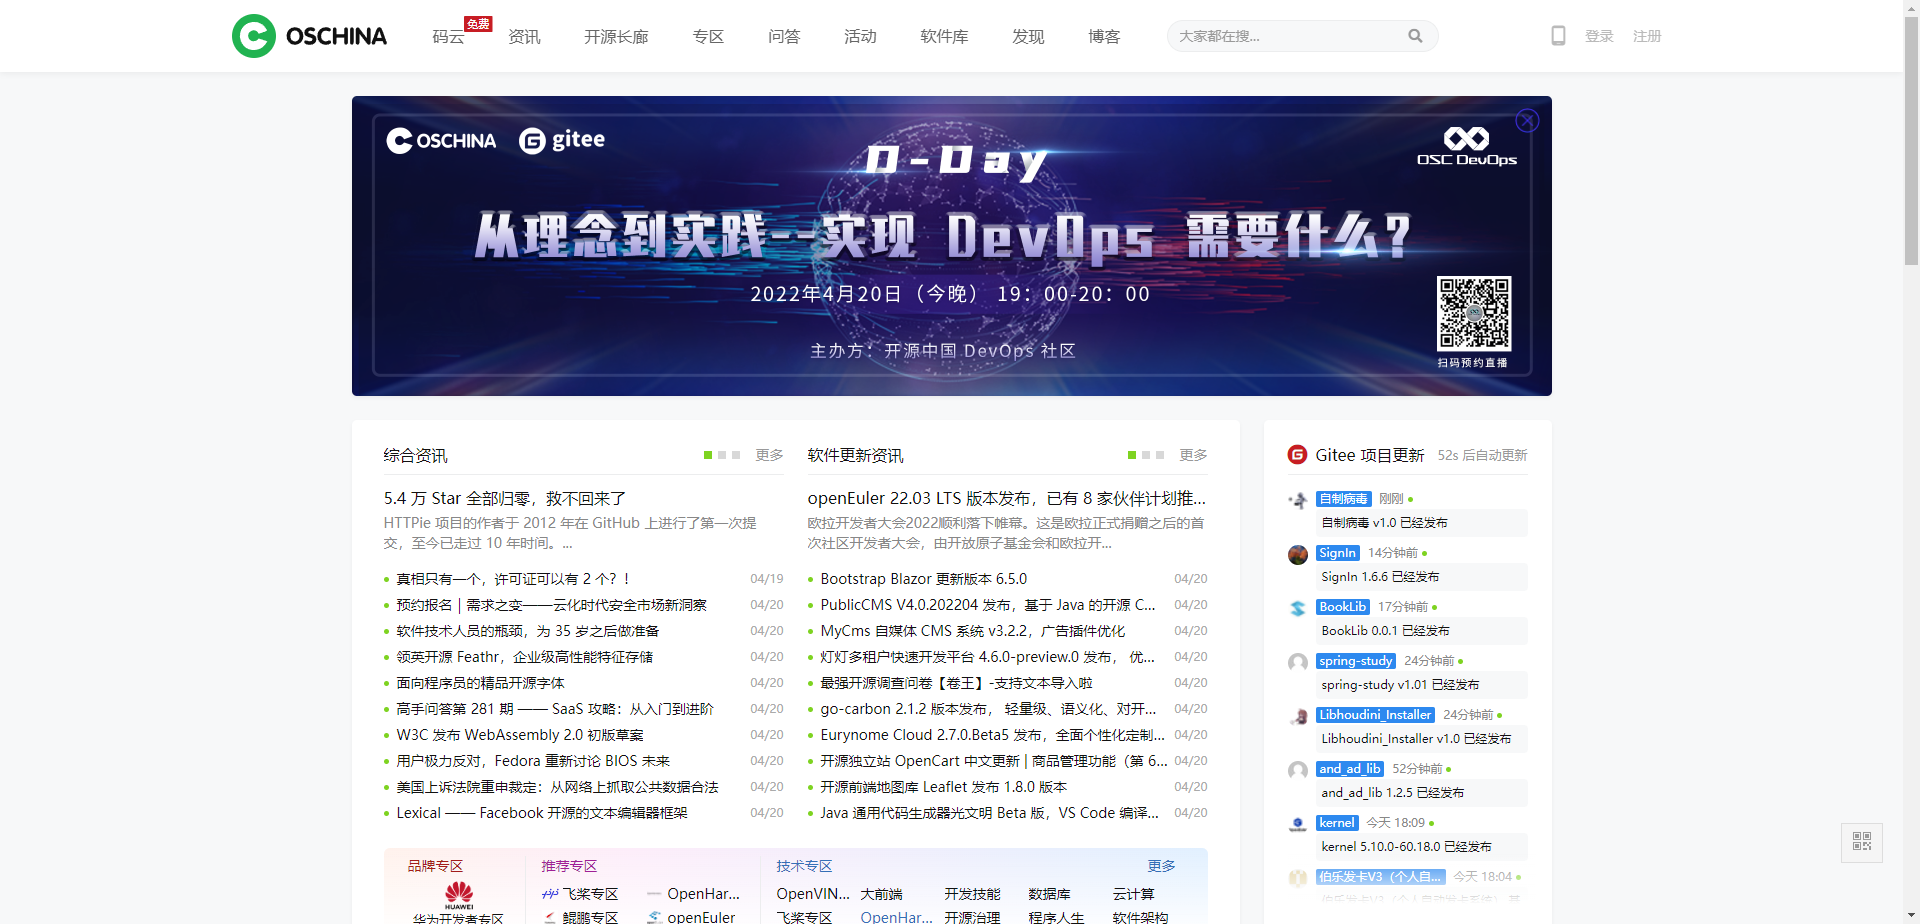 OSCHINA
码云
免费
资讯
开源长廊
专区
问答
活动
软件库
发现
博客
大家都在搜...
登录
注册
OSCHINA
gitee
D-Day
OSC DevOps
从理念到实践--实现 DevOps 需要什么?
2022年4月20日（今晚） 19：00-20：00
主办方：开源中国 DevOps 社区
扫码预约直播
综合资讯
更多
5.4 万 Star 全部归零，救不回来了
HTTPie 项目的作者于 2012 年在 GitHub 上进行了第一次提
交，至今已走过 10 年时间。...
真相只有一个，许可证可以有 2 个？！ 04/19
预约报名 | 需求之变——云化时代安全市场新洞察 04/20
软件技术人员的瓶颈，为 35 岁之后做准备 04/20
领英开源 Feathr，企业级高性能特征存储 04/20
面向程序员的精品开源字体 04/20
高手问答第 281 期 —— SaaS 攻略：从入门到进阶 04/20
W3C 发布 WebAssembly 2.0 初版草案 04/20
用户极力反对，Fedora 重新讨论 BIOS 未来 04/20
美国上诉法院重申裁定：从网络上抓取公共数据合法 04/20
Lexical —— Facebook 开源的文本编辑器框架 04/20
软件更新资讯
更多
openEuler 22.03 LTS 版本发布，已有 8 家伙伴计划推...
欧拉开发者大会2022顺利落下帷幕。这是欧拉正式捐赠之后的首
次社区开发者大会，由开放原子基金会和欧拉开...
Bootstrap Blazor 更新版本 6.5.0 04/20
PublicCMS V4.0.202204 发布，基于 Java 的开源 C... 04/20
MyCms 自媒体 CMS 系统 v3.2.2，广告插件优化 04/20
灯灯多租户快速开发平台 4.6.0-preview.0 发布， 优... 04/20
最强开源调查问卷【卷王】-支持文本导入啦 04/20
go-carbon 2.1.2 版本发布， 轻量级、语义化、对开... 04/20
Eurynome Cloud 2.7.0.Beta5 发布，全面个性化定制... 04/20
开源独立站 OpenCart 中文更新 | 商品管理功能（第 6... 04/20
开源前端地图库 Leaflet 发布 1.8.0 版本 04/20
Java 通用代码生成器光文明 Beta 版，VS Code 编译... 04/20
Gitee 项目更新
52s 后自动更新
自制病毒 刚刚
自制病毒 v1.0 已经发布
SignIn 14分钟前
SignIn 1.6.6 已经发布
BookLib 17分钟前
BookLib 0.0.1 已经发布
spring-study 24分钟前
spring-study v1.01 已经发布
Libhoudini_Installer 24分钟前
Libhoudini_Installer v1.0 已经发布
and_ad_lib 52分钟前
and_ad_lib 1.2.5 已经发布
kernel 今天 18:09
kernel 5.10.0-60.18.0 已经发布
伯乐发卡V3（个人自... 今天 18:04
品牌专区
HUAWEI
华为开发者专区
推荐专区
飞桨专区 OpenHar...
鲲鹏专区 openEuler
技术专区
更多
OpenVIN... 大前端 开发技能 数据库 云计算
飞桨专区 OpenHar... 开源治理 程序人生 软件架构